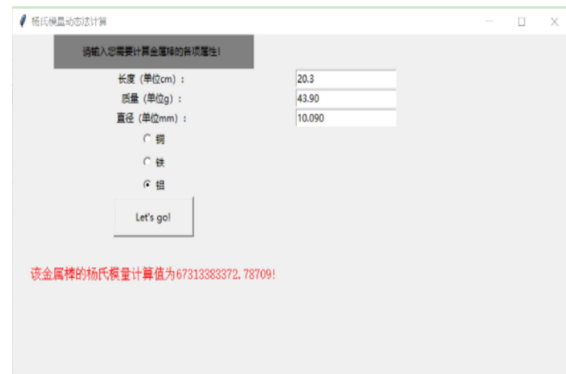 杨氏模量动态法计算
请输入您需要计算金属棒的各项属性!
长度 (单位cm) : 20.3
质量 (单位g) : 43.90
直径 (单位mm) : 10.090
铜
铁
铝
Let's go!
该金属棒的杨氏模量计算值为67313383372.78709!